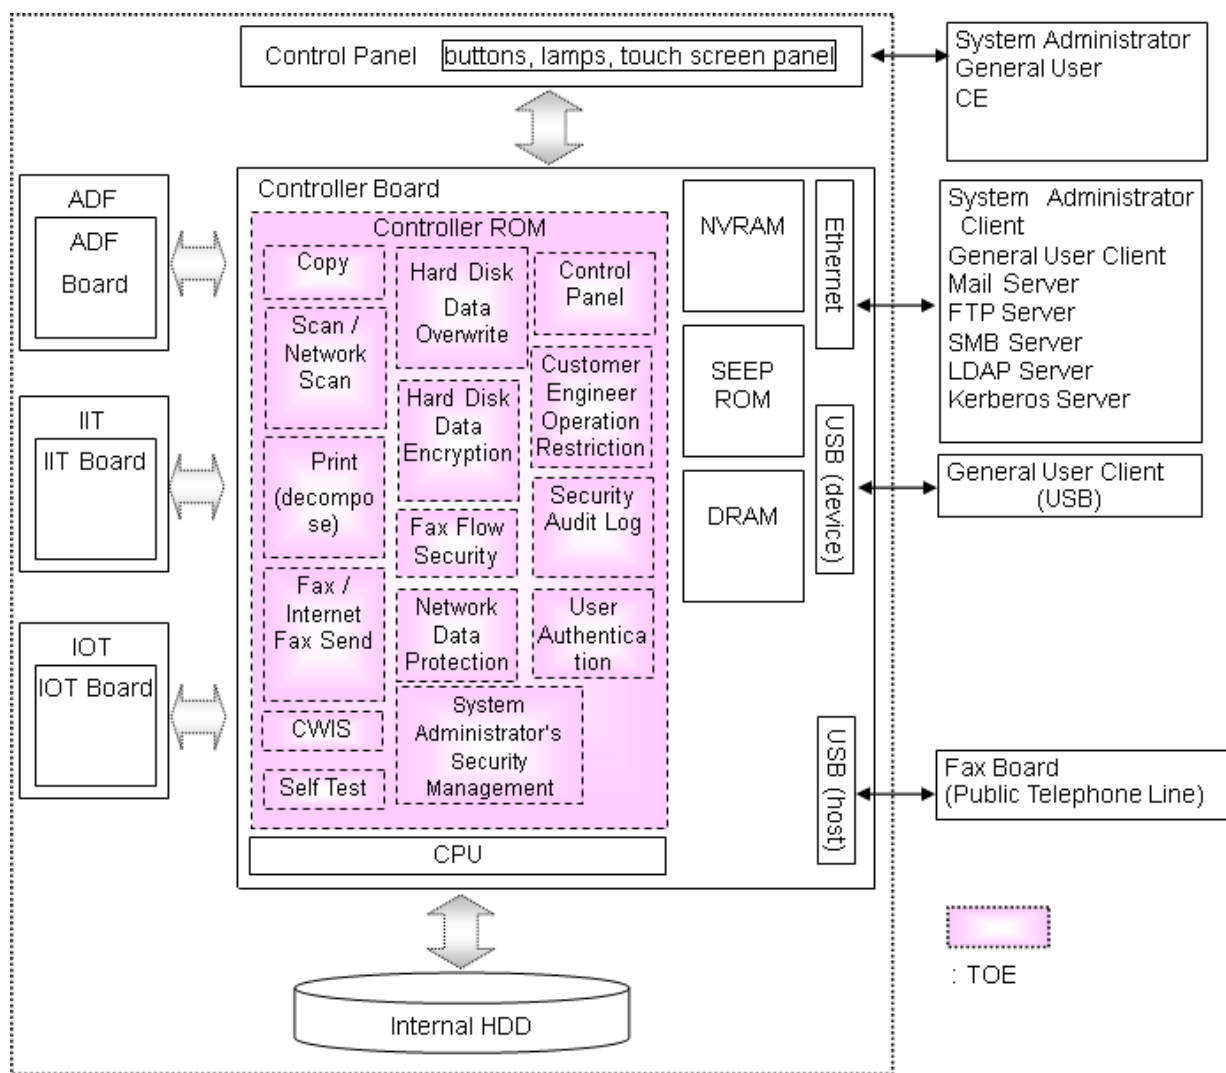 Control Panel buttons, lamps, touch screen panel
System Administrator
General User
CE
ADF
ADF
Board
IIT
IIT Board
IOT
IOT Board
Controller Board
Controller ROM
Copy
Scan /
Network
Scan
Print
(decompo
se)
Fax /
Internet
Fax Send
CWIS
Self Test
Hard Disk
Data
Overwrite
Hard Disk
Data
Encryption
Fax Flow
Security
Network
Data
Protection
System
Administrator's
Security
Management
Control
Panel
Customer
Engineer
Operation
Restriction
Security
Audit Log
User
Authentica
tion
CPU
NVRAM
SEEP
ROM
DRAM
Ethernet
USB (device)
USB (host)
System Administrator
Client
General User Client
Mail Server
FTP Server
SMB Server
LDAP Server
Kerberos Server
General User Client
(USB)
Fax Board
(Public Telephone Line)
Internal HDD
: TOE